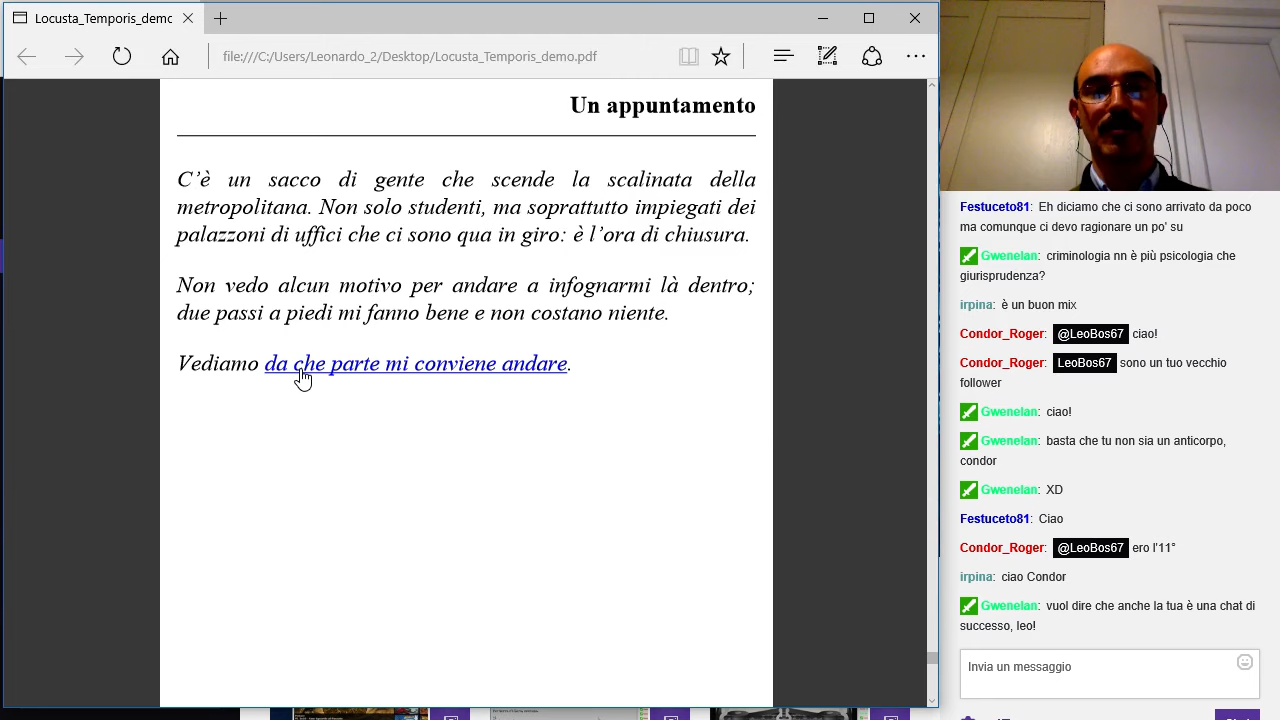 Locusta_Temporis_demo
file:///C:/Users/Leonardo_2/Desktop/Locusta_Temporis_demo.pdf
Un appuntamento
C'è un sacco di gente che scende la scalinata della
metropolitana. Non solo studenti, ma soprattutto impiegati dei
palazzoni di uffici che ci sono qua in giro: è l'ora di chiusura.
Non vedo alcun motivo per andare a infognarmi là dentro;
due passi a piedi mi fanno bene e non costano niente.
Vediamo da che parte mi conviene andare.
Festuceto81: Eh diciamo che ci sono arrivato da poco
ma comunque ci devo ragionare un po' su
Gwenelan: criminologia nn è più psicologia che
giurisprudenza?
irpina: è un buon mix
Condor_Roger: @LeoBos67 ciao!
Condor_Roger: LeoBos67 sono un tuo vecchio
follower
Gwenelan: ciao!
Gwenelan: basta che tu non sia un anticorpo,
condor
Gwenelan: XD
Festuceto81: Ciao
Condor_Roger: @LeoBos67 ero l'11°
irpina: ciao Condor
Gwenelan: vuol dire che anche la tua è una chat di
successo, leo!
Invia un messaggio